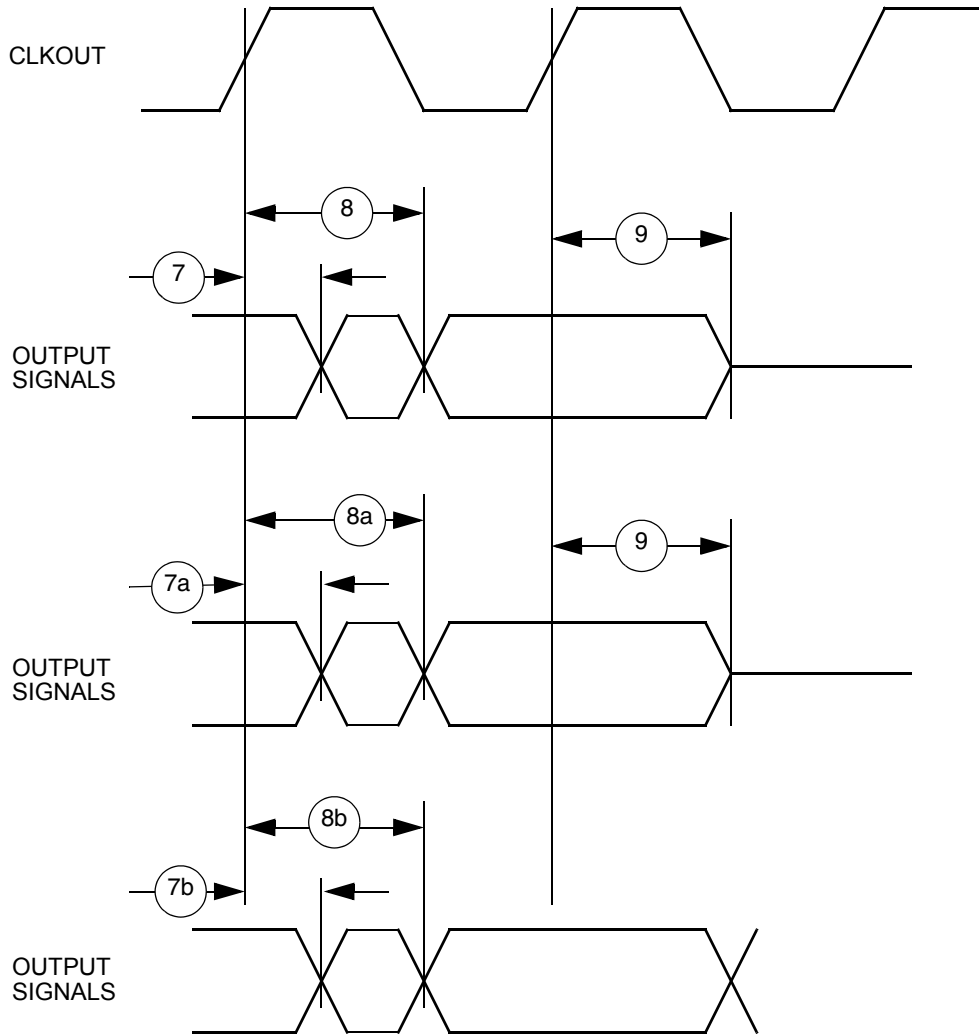 CLKOUT
8
9
7
OUTPUT
SIGNALS
8a
9
7a
OUTPUT
SIGNALS
8b
7b
OUTPUT
SIGNALS